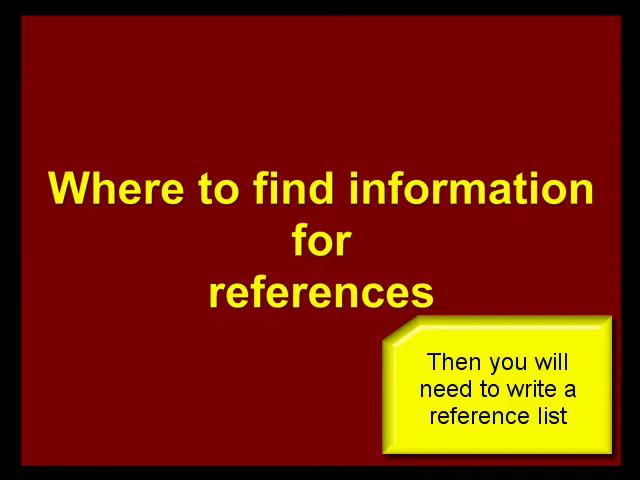 Where to find information
for
references
Then you will
need to write a
reference list